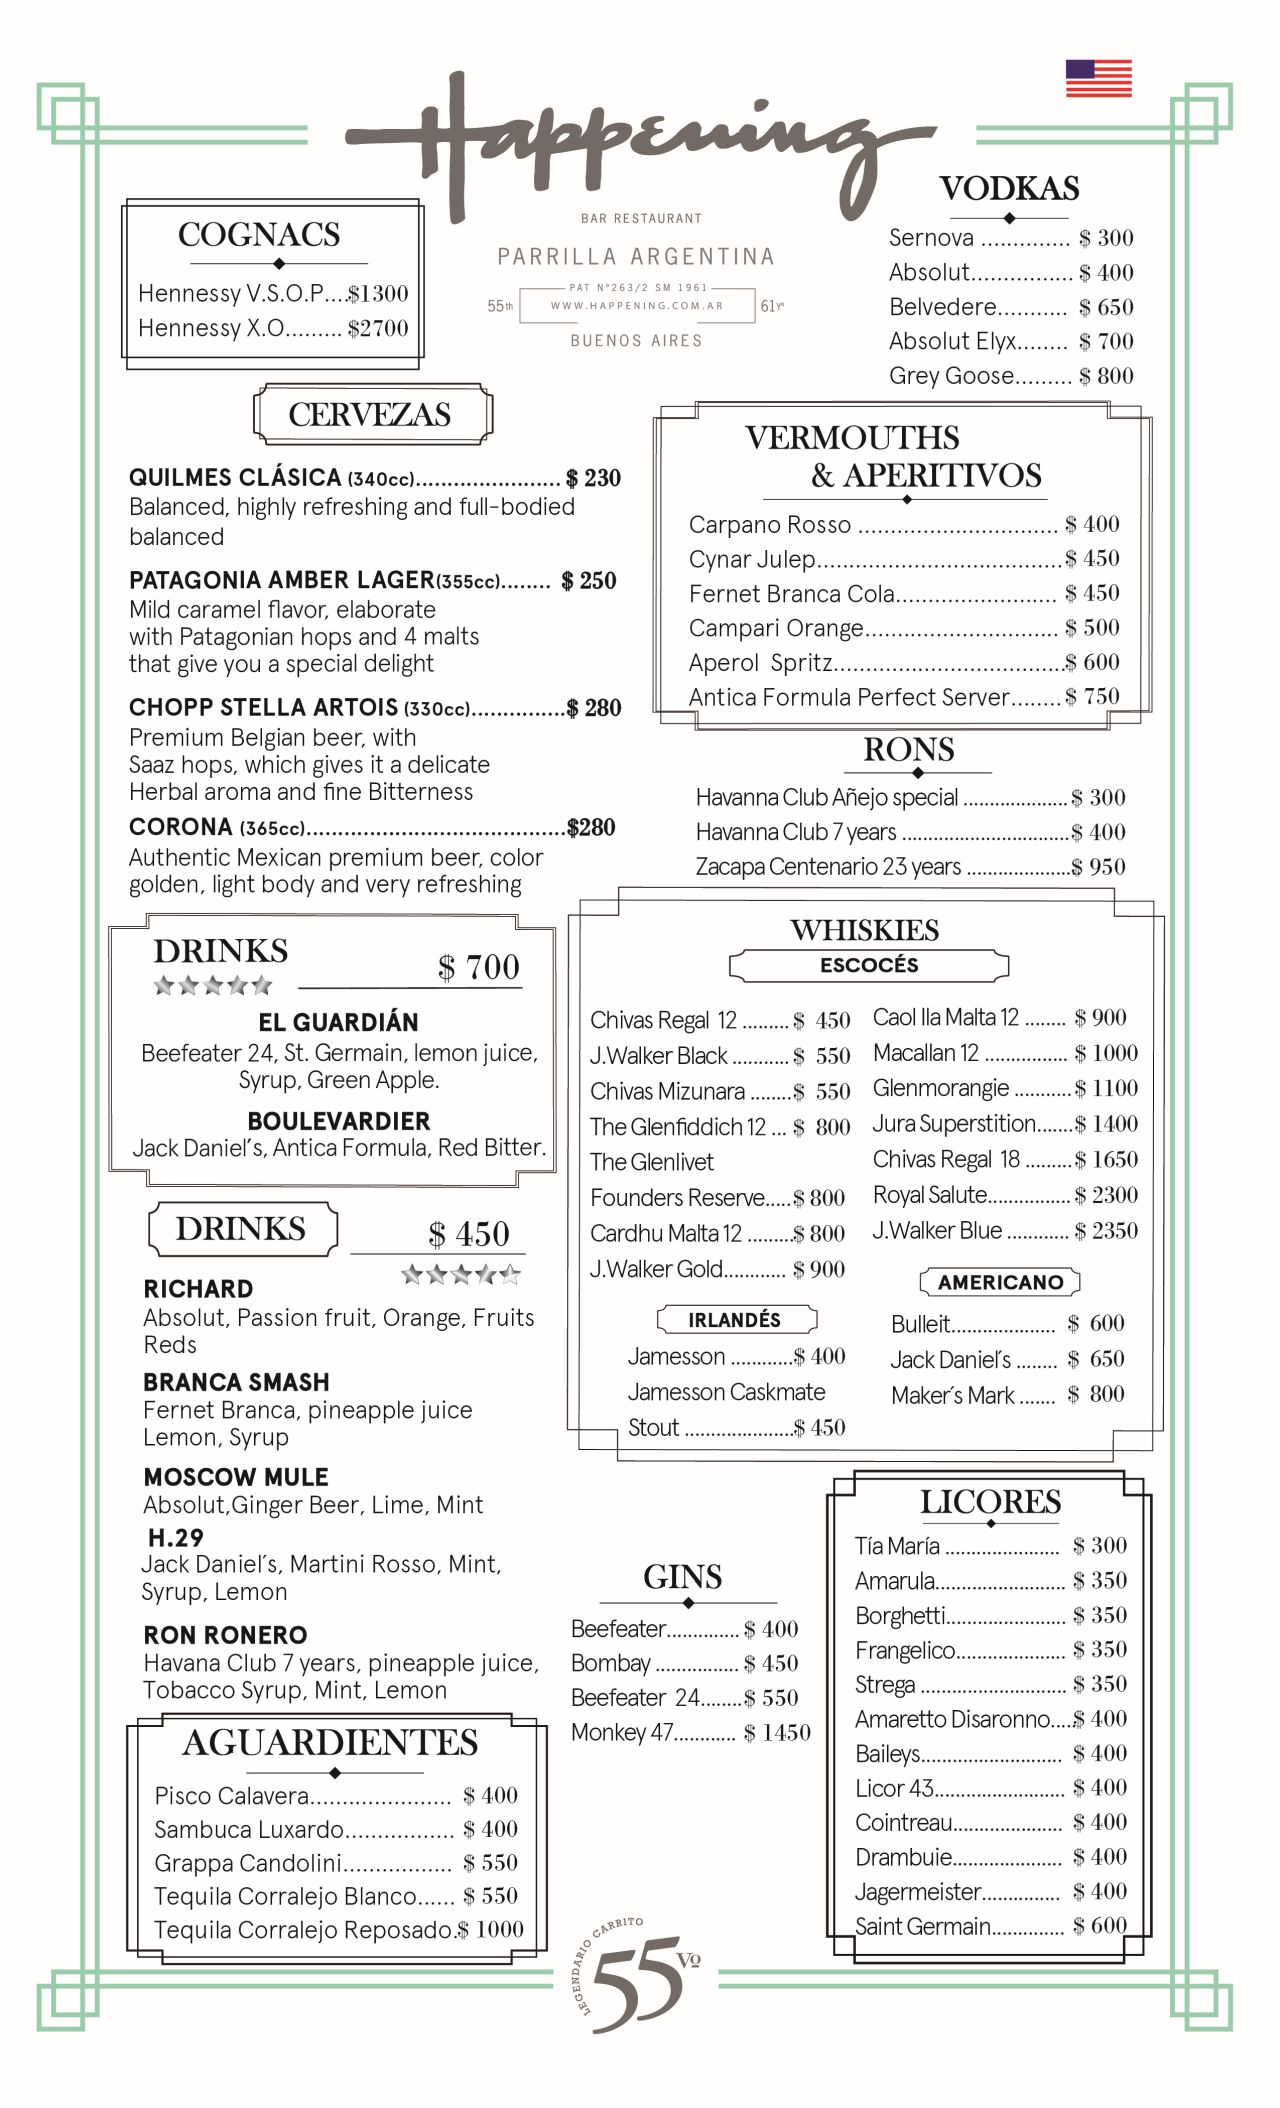 Happening
BAR RESTAURANT
PARRILLA ARGENTINA
PAT Nº263/2 SM 1961
55th WWW.HAPPENING.COM.AR 61Yº
BUENOS AIRES
COGNACS
Hennessy V.S.O.P....$1300
Hennessy X.O......... $2700
CERVEZAS
QUILMES CLÁSICA (340cc)....................... $ 230
Balanced, highly refreshing and full-bodied
balanced
PATAGONIA AMBER LAGER(355cc)........ $ 250
Mild caramel flavor, elaborate
with Patagonian hops and 4 malts
that give you a special delight
CHOPP STELLA ARTOIS (330cc)...............$ 280
Premium Belgian beer, with
Saaz hops, which gives it a delicate
Herbal aroma and fine Bitterness
CORONA (365cc).........................................$280
Authentic Mexican premium beer, color
golden, light body and very refreshing
DRINKS
$ 700
EL GUARDIÁN
Beefeater 24, St. Germain, lemon juice,
Syrup, Green Apple.
BOULEVARDIER
Jack Daniel's, Antica Formula, Red Bitter.
DRINKS
$ 450
RICHARD
Absolut, Passion fruit, Orange, Fruits
Reds
BRANCA SMASH
Fernet Branca, pineapple juice
Lemon, Syrup
MOSCOW MULE
Absolut,Ginger Beer, Lime, Mint
H.29
Jack Daniel´s, Martini Rosso, Mint,
Syrup, Lemon
RON RONERO
Havana Club 7 years, pineapple juice,
Tobacco Syrup, Mint, Lemon
AGUARDIENTES
Pisco Calavera...................... $ 400
Sambuca Luxardo................. $ 400
Grappa Candolini................. $ 550
Tequila Corralejo Blanco...... $ 550
Tequila Corralejo Reposado.$ 1000
VODKAS
Sernova .............. $ 300
Absolut................ $ 400
Belvedere........... $ 650
Absolut Elyx........ $ 700
Grey Goose......... $ 800
VERMOUTHS
& APERITIVOS
Carpano Rosso ............................... $ 400
Cynar Julep......................................$ 450
Fernet Branca Cola......................... $ 450
Campari Orange.............................. $ 500
Aperol Spritz....................................$ 600
Antica Formula Perfect Server........ $ 750
RONS
Havanna Club Añejo special ....................$ 300
Havanna Club 7 years ................................$ 400
Zacapa Centenario 23 years ....................$ 950
WHISKIES
ESCOCÉS
Chivas Regal 12 ......... $ 450
J.Walker Black ........... $ 550
Chivas Mizunara ........$ 550
The Glenfiddich 12 ... $ 800
The Glenlivet
Founders Reserve.....$ 800
Cardhu Malta 12 .........$ 800
J.Walker Gold............ $ 900
Caol Ila Malta 12 ........ $ 900
Macallan 12 ................ $ 1000
Glenmorangie ...........$ 1100
Jura Superstition.......$ 1400
Chivas Regal 18 .........$ 1650
Royal Salute................$ 2300
J.Walker Blue ............ $ 2350
IRLANDÉS
Jamesson ............$ 400
Jamesson Caskmate
Stout .....................$ 450
AMERICANO
Bulleit..................... $ 600
Jack Daniel´s ........ $ 650
Maker´s Mark ....... $ 800
GINS
Beefeater.............. $ 400
Bombay ................ $ 450
Beefeater 24........$ 550
Monkey 47............ $ 1450
LICORES
Tía María ...................... $ 300
Amarula......................... $ 350
Borghetti....................... $ 350
Frangelico..................... $ 350
Strega ............................ $ 350
Amaretto Disaronno....$ 400
Baileys........................... $ 400
Licor 43......................... $ 400
Cointreau..................... $ 400
Drambuie..................... $ 400
Jagermeister............... $ 400
Saint Germain.............. $ 600
LEGENDARIO CARRITO
55 Vº